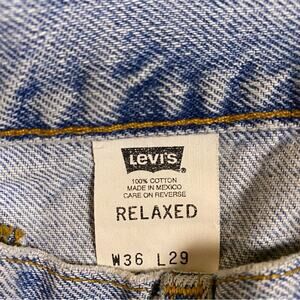 Levi's
100% COTTON
MADE IN MEXICO
CARE ON REVERSE
RELAXED
W36 L29